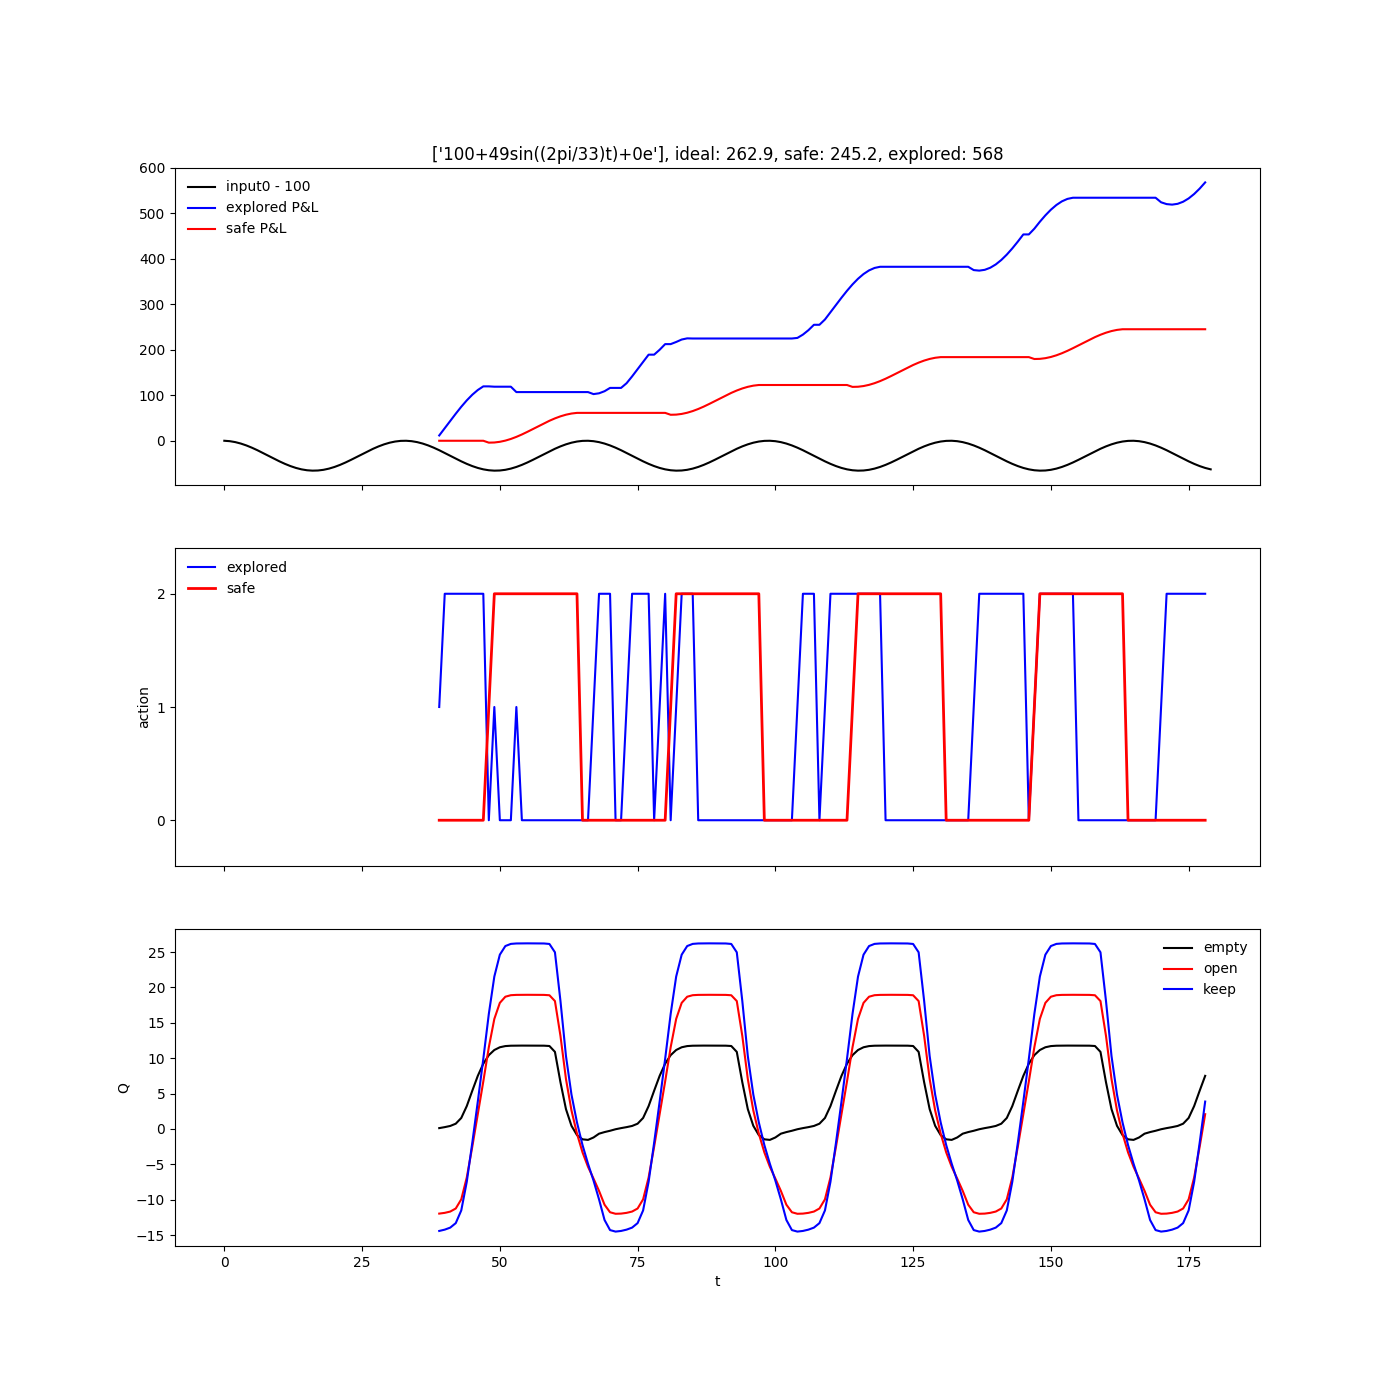 ['100+49sin((2pi/33)t)+0e'], ideal: 262.9, safe: 245.2, explored: 568
600
500
400
300
200
100
0
input0 - 100
explored P&L
safe P&L
action
2
1
0
explored
safe
Q
25
20
15
10
5
0
−5
−10
−15
empty
open
keep
0 25 50 75 100 125 150 175
t